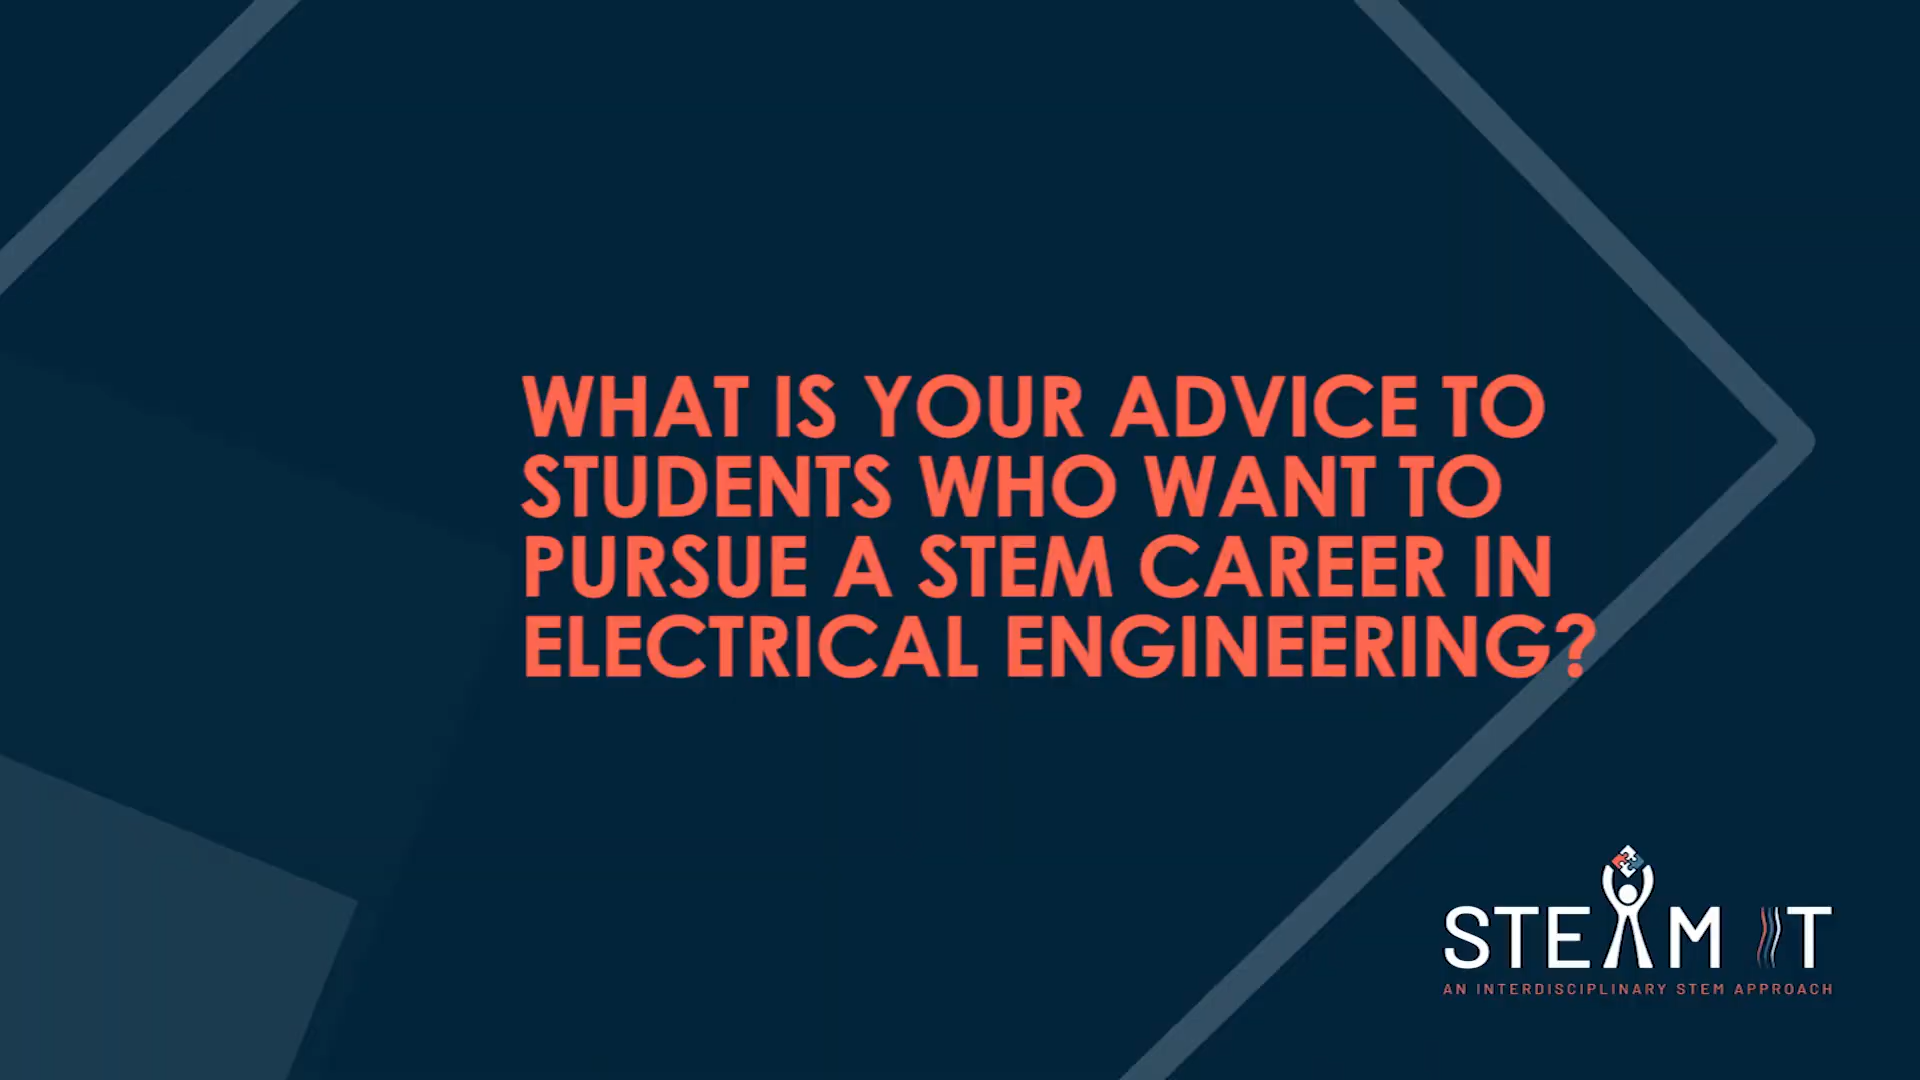 WHAT IS YOUR ADVICE TO
STUDENTS WHO WANT TO
PURSUE A STEM CAREER IN
ELECTRICAL ENGINEERING?
STEAM IT
AN INTERDISCIPLINARY STEM APPROACH